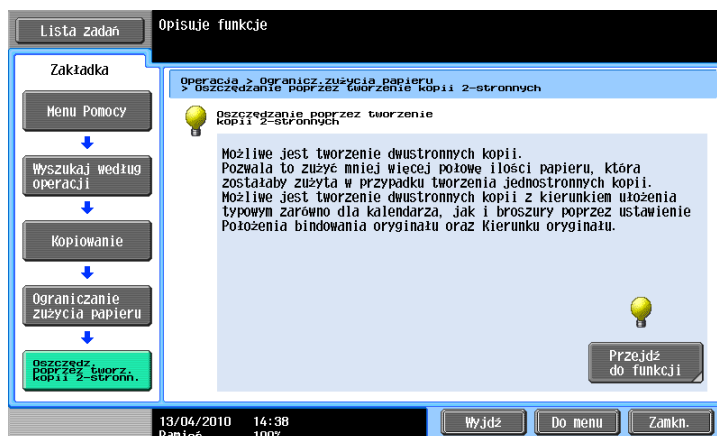 Lista zadań
Opisuje funkcje
Zakładka
Menu Pomocy
Wyszukaj według
operacji
Kopiowanie
Ograniczanie
zużycia papieru
Oszczędz.
poprzez tworz.
kopii 2-stronn.
Operacja > Ogranicz.zużycia papieru
> Oszczędzanie poprzez tworzenie kopii 2-stronnych
Oszczędzanie poprzez tworzenie
kopii 2-stronnych
Możliwe jest tworzenie dwustronnych kopii.
Pozwala to zużyć mniej więcej połowę ilości papieru, która
zostałaby zużyta w przypadku tworzenia jednostronnych kopii.
Możliwe jest tworzenie dwustronnych kopii z kierunkiem ułożenia
typowym zarówno dla kalendarza, jak i broszury poprzez ustawienie
Położenia bindowania oryginału oraz Kierunku oryginału.
Przejdź
do funkcji
13/04/2010 14:38
Pamięć 100%
Wyjdź
Do menu
Zamkn.